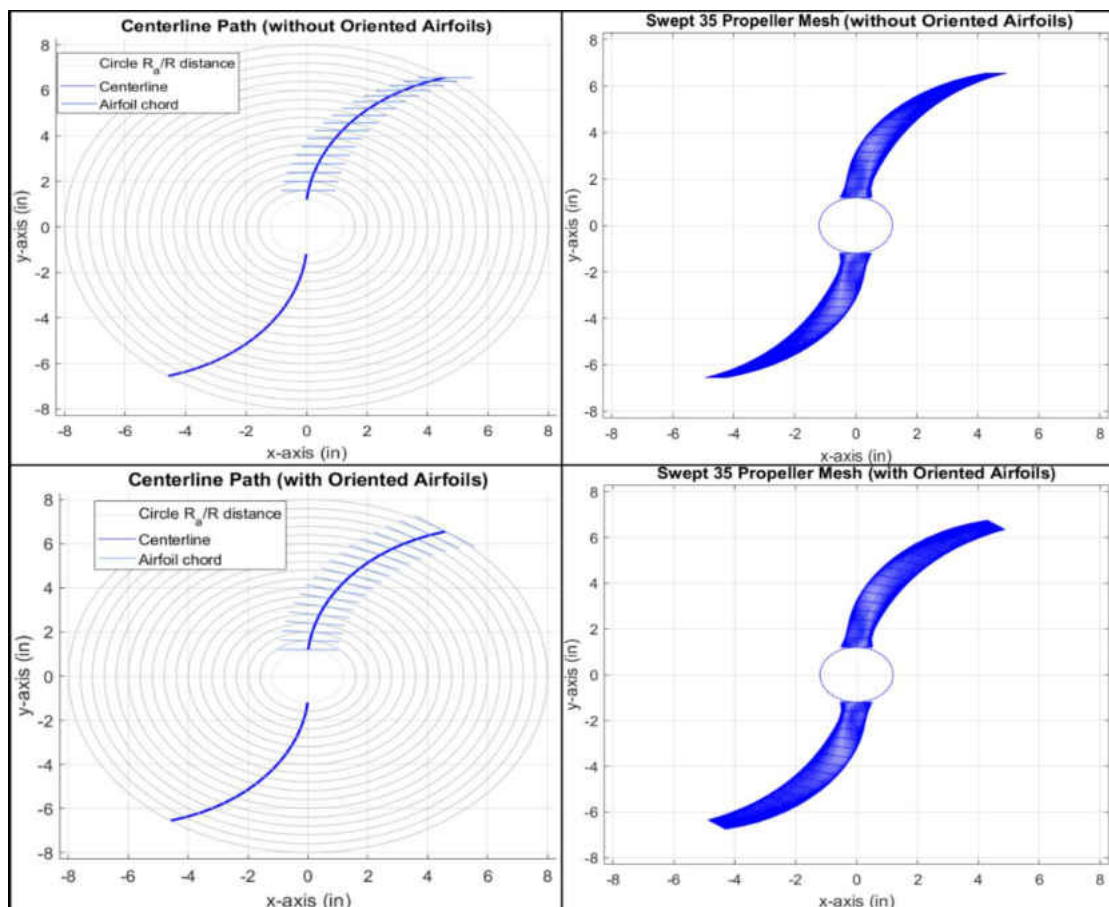 Centerline Path (without Oriented Airfoils)
Circle R_a/R distance
Centerline
Airfoil chord
8
6
4
2
0
-2
-4
-6
-8
y-axis (in)
-8 -6 -4 -2 0 2 4 6 8
x-axis (in)
Swept 35 Propeller Mesh (without Oriented Airfoils)
8
6
4
2
0
-2
-4
-6
-8
y-axis (in)
-8 -6 -4 -2 0 2 4 6 8
x-axis (in)
Centerline Path (with Oriented Airfoils)
Circle R_a/R distance
Centerline
Airfoil chord
8
6
4
2
0
-2
-4
-6
-8
y-axis (in)
-8 -6 -4 -2 0 2 4 6 8
x-axis (in)
Swept 35 Propeller Mesh (with Oriented Airfoils)
8
6
4
2
0
-2
-4
-6
-8
y-axis (in)
-8 -6 -4 -2 0 2 4 6 8
x-axis (in)